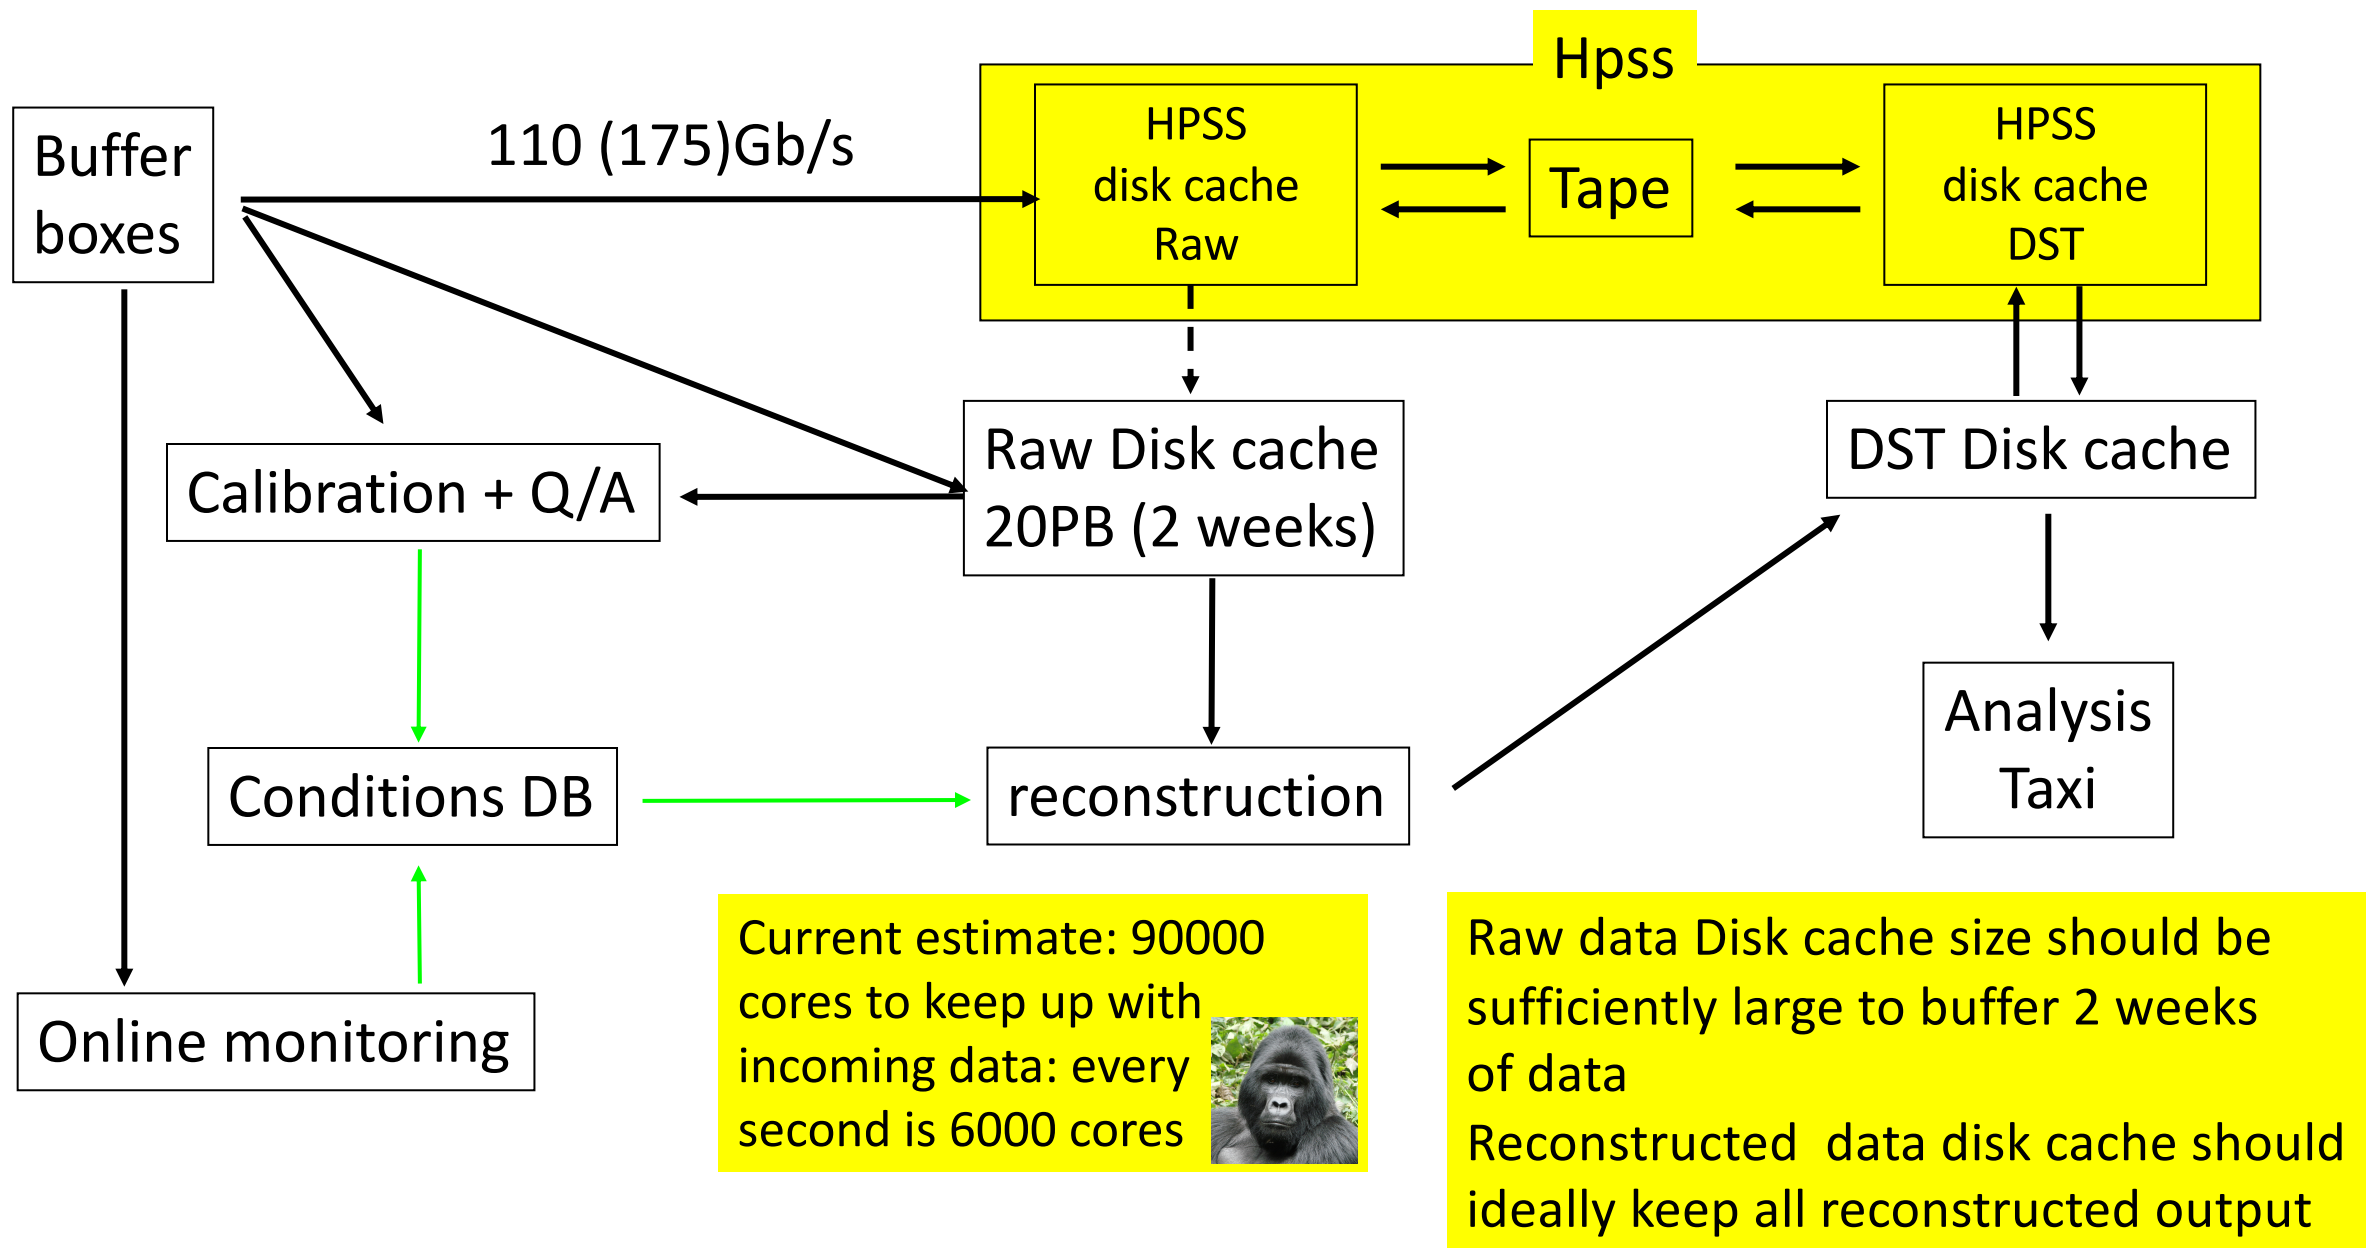 Hpss
Buffer
boxes
110 (175)Gb/s
HPSS
disk cache
Raw
Tape
HPSS
disk cache
DST
Calibration + Q/A
Raw Disk cache
20PB (2 weeks)
DST Disk cache
Conditions DB
reconstruction
Analysis
Taxi
Online monitoring
Current estimate: 90000
cores to keep up with
incoming data: every
second is 6000 cores
Raw data Disk cache size should be
sufficiently large to buffer 2 weeks
of data
Reconstructed  data disk cache should
ideally keep all reconstructed output